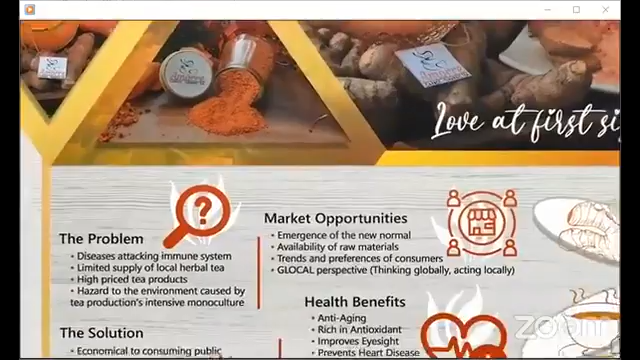 Love at first si
The Problem
• Diseases attacking immune system
• Limited supply of local herbal tea
• High priced tea products
• Hazard to the environment caused by
tea production's intensive monoculture
Market Opportunities
• Emergence of the new normal
• Availability of raw materials
• Trends and preferences of consumers
• GLOCAL perspective (Thinking globally, acting locally)
Health Benefits
• Anti-Aging
• Rich in Antioxidant
• Improves Eyesight
• Prevents Heart Disease
The Solution
• Economical to consuming public
zoom